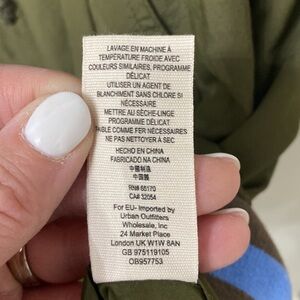 LAVAGE EN MACHINE À
TEMPERATURE FROIDE AVEC
COULEURS SIMILAIRES, PROGRAMME
DÉLICAT
UTILISER UN AGENT DE
BLANCHIMENT SANS CHLORE SI
NÉCESSAIRE
METTRE AU SÈCHE-LINGE
PROGRAMME DÉLICAT
TABLE COMME FER NÉCESSAIRES
NE PAS NETTOYER À SEC
HECHO EN CHINA
FABRICADO NA CHINA
中國制造
中国製
RN# 66170
CA# 32054
For EU- Imported by
Urban Outfitters
Wholesale, Inc
24 Market Place
London UK W1W 8AN
GB 975119105
OB957753